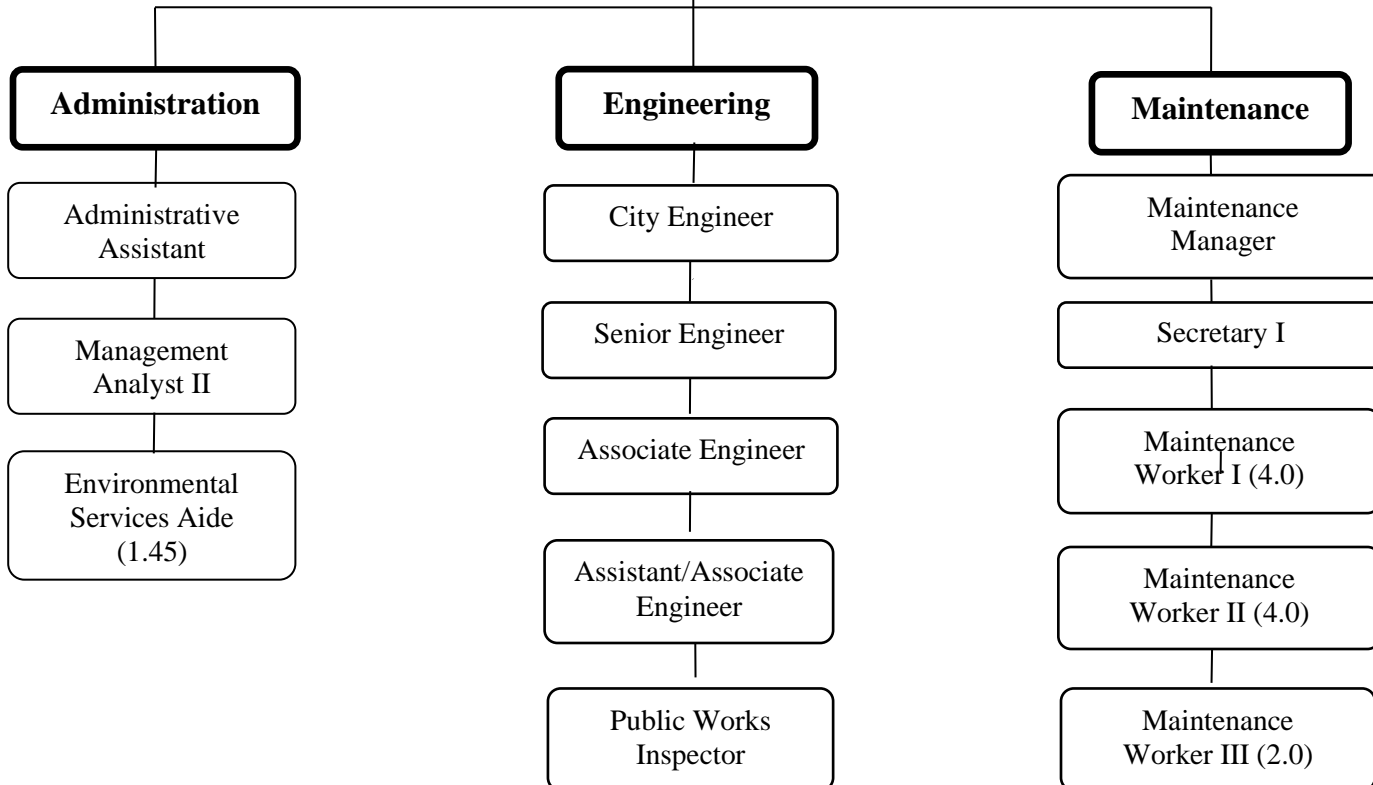 Administration
Administrative
Assistant
Management
Analyst II
Environmental
Services Aide
(1.45)
Engineering
City Engineer
Senior Engineer
Associate Engineer
Assistant/Associate
Engineer
Public Works
Inspector
Maintenance
Maintenance
Manager
Secretary I
Maintenance
Worker I (4.0)
Maintenance
Worker II (4.0)
Maintenance
Worker III (2.0)